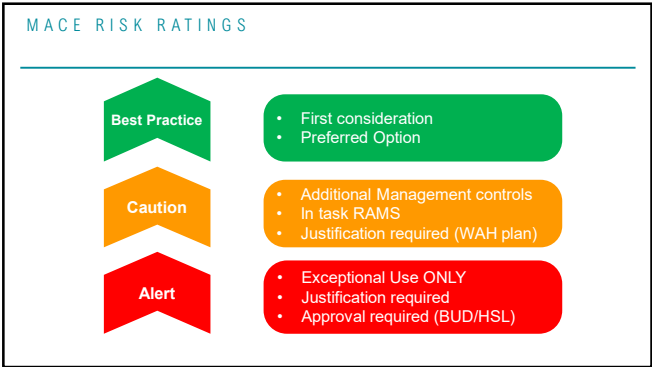 MACE RISK RATINGS
Best Practice
• First consideration
• Preferred Option
Caution
• Additional Management controls
• In task RAMS
• Justification required (WAH plan)
Alert
• Exceptional Use ONLY
• Justification required
• Approval required (BUD/HSL)